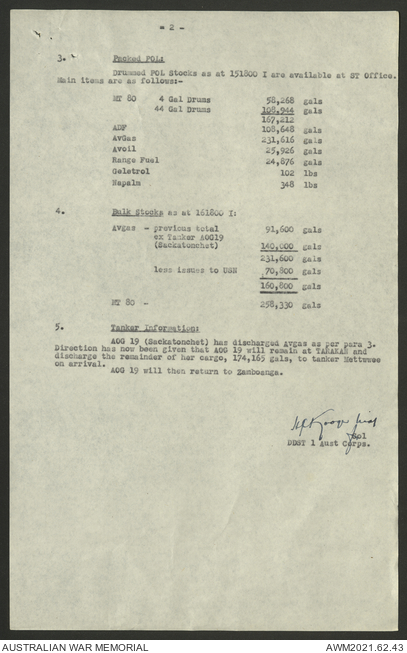 - 2 -
3. Packed POL:
Drummed POL Stocks as at 151800 I are available at ST Office.
Main items are as follows:-
MT 80 4 Gal Drums 58,268 gals
44 Gal Drums 108,944 gals
167,212
ADF 108,648 gals
AvGas 231,616 gals
Avoil 25,926 gals
Range Fuel 24,876 gals
Geletrol 102 lbs
Napalm 348 lbs
4. Bulk Stocks as at 161800 I:
Avgas - previous total 91,600 gals
ex Tanker AOG19
(Sackatonchet) 140,000 gals
231,600 gals
less issues to USN 70,800 gals
160,800 gals
MT 80 - 258,330 gals
5. Tanker Information:
AOG 19 (Sackatonchet) has discharged Avgas as per para 3.
Direction has now been given that AOG 19 will remain at TARAKAN and
discharge the remainder of her cargo, 174,165 gals, to tanker Mettwese
on arrival.
AOG 19 will then return to Zamboanga.
Col
DDST 1 Aust Corps.
AUSTRALIAN WAR MEMORIAL AWM2021.62.43